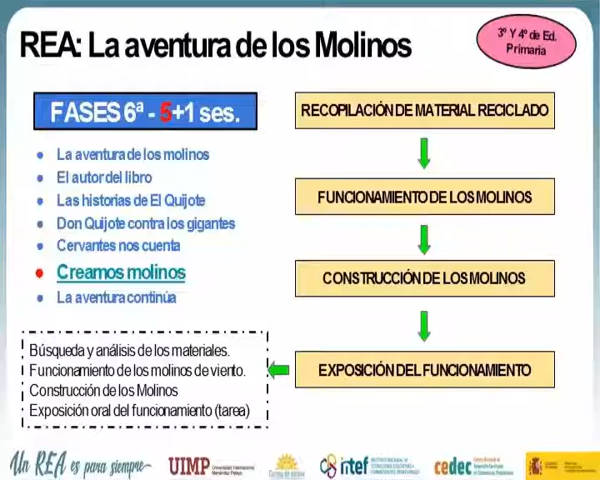 REA: La aventura de los Molinos
3º Y 4º de Ed.
Primaria
FASES 6ª - 5+1 ses.
La aventura de los molinos
El autor del libro
Las historias de El Quijote
Don Quijote contra los gigantes
Cervantes nos cuenta
Creamos molinos
La aventura continúa
RECOPILACIÓN DE MATERIAL RECICLADO
FUNCIONAMIENTO DE LOS MOLINOS
CONSTRUCCIÓN DE LOS MOLINOS
EXPOSICIÓN DEL FUNCIONAMIENTO
Búsqueda y análisis de los materiales.
Funcionamiento de los molinos de viento.
Construcción de los Molinos
Exposición oral del funcionamiento (tarea)
Un REA es para siempre
UIMP
intef
cedec